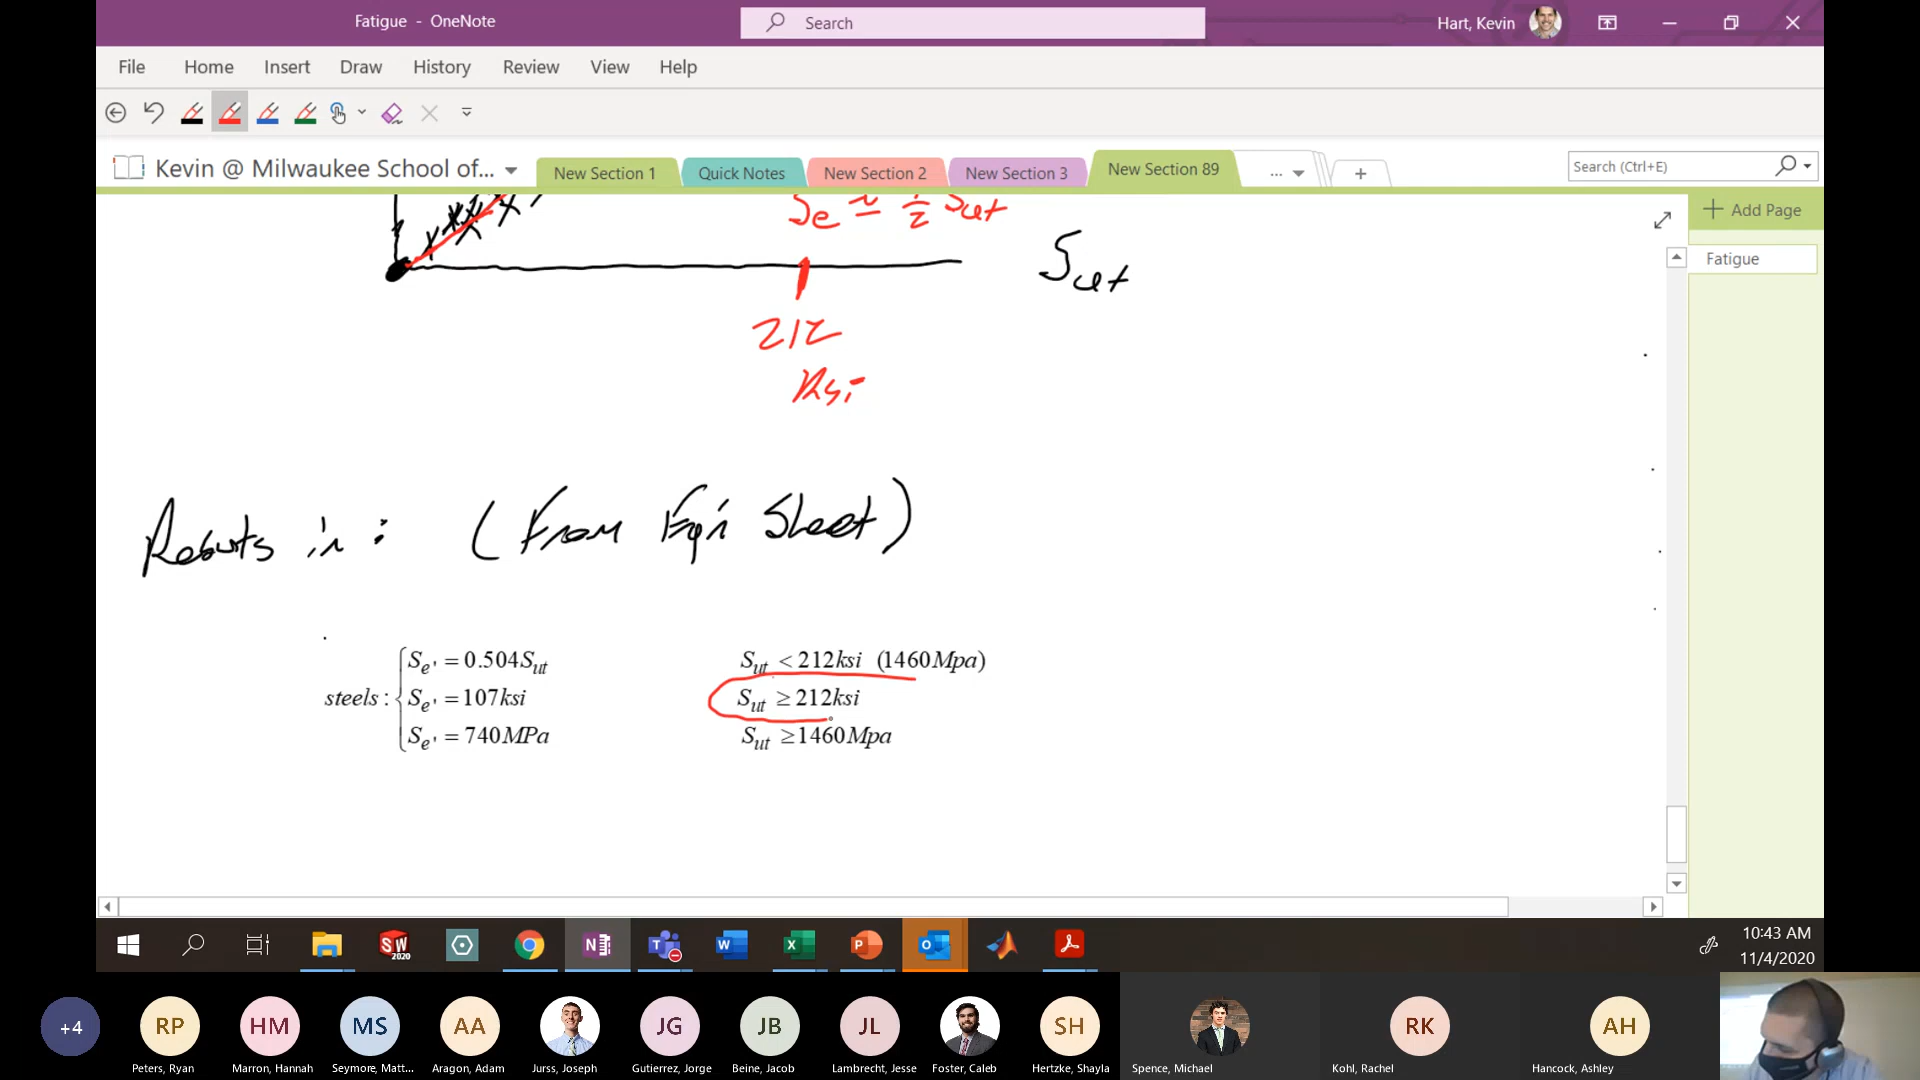 Fatigue - OneNote
Search
Hart, Kevin
File Home Insert Draw History Review View Help
Kevin @ Milwaukee School of...
New Section 1
Quick Notes
New Section 2
New Section 3
New Section 89
...
Search (Ctrl+E)
Add Page
Fatigue
Se ≃ 1/2 Sut
Sut
212
Ksi
Results in : (From Eq'n Sheet)
steels:
Se' = 0.504Sut Sut < 212ksi (1460Mpa)
Se' = 107ksi Sut ≥ 212ksi
Se' = 740MPa Sut ≥1460Mpa
10:43 AM
11/4/2020
SW
2020
+4
RP HM MS AA JG JB JL SH RK AH
Peters, Ryan
Marron, Hannah
Seymore, Matt...
Aragon, Adam
Jurss, Joseph
Gutierrez, Jorge
Beine, Jacob
Lambrecht, Jesse
Foster, Caleb
Hertzke, Shayla
Spence, Michael
Kohl, Rachel
Hancock, Ashley